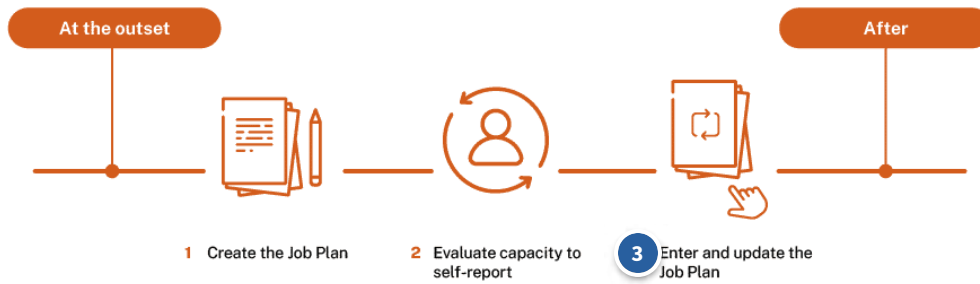 At the outset
After
1 Create the Job Plan
2 Evaluate capacity to
self-report
3 Enter and update the
Job Plan